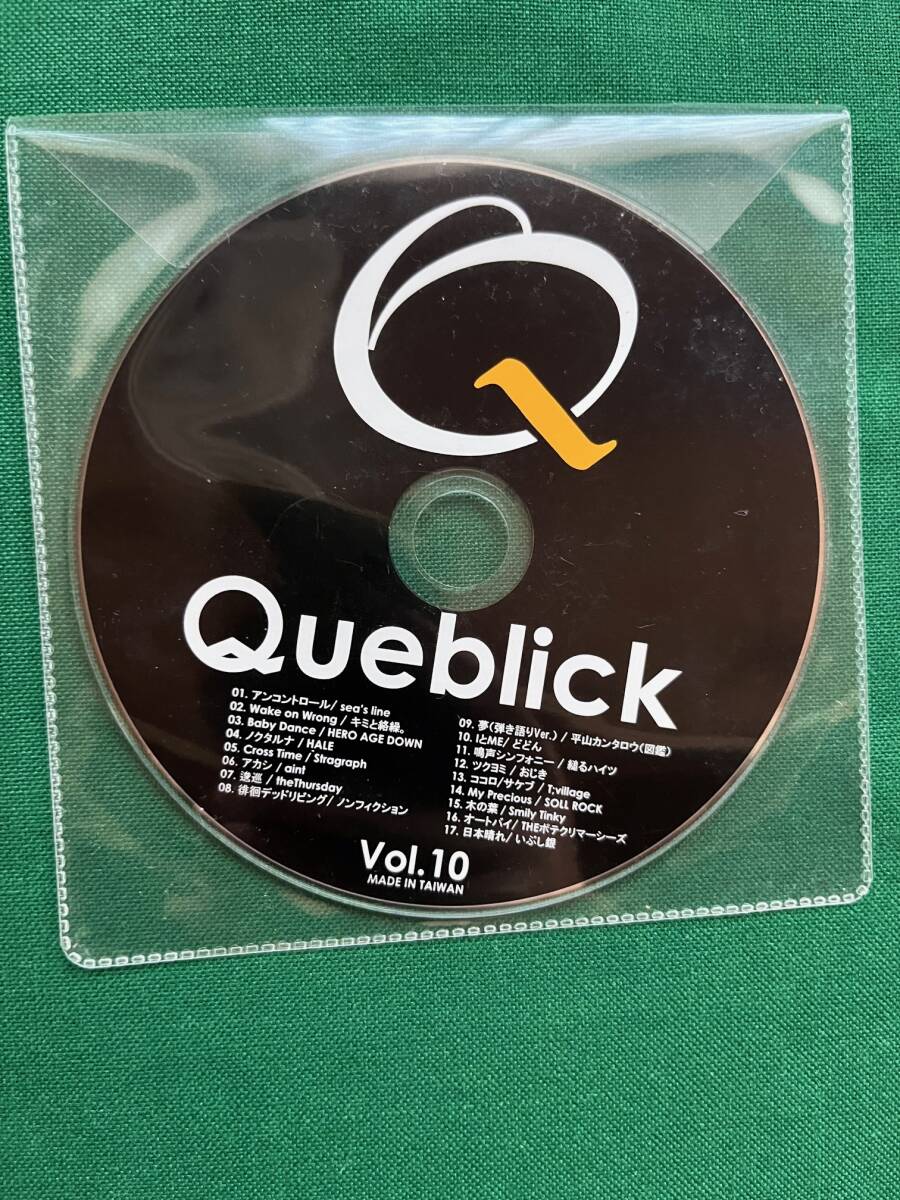 Q
Queblick
01. アンコントロール/ sea's line
02. Wake on Wrong / キミと絡繰。
03. Baby Dance / HERO AGE DOWN
04. ノクタルナ / HALE
05. Cross Time / Stragraph
06. アカシ / aint
07. 逡巡 / theThursday
08. 徘徊デッドリビング/ ノンフィクション
09. 夢(弾き語りVer.) / 平山カンタロウ(図鑑)
10. IとME/ どどん
11. 鳴声シンフォニー / 縋るハイツ
12. ツクヨミ / おじき
13. ココロ/サケブ / T;village
14. My Precious / SOLL ROCK
15. 木の葉 / Smily Tinky
16. オートバイ/ THEポテクリマーシーズ
17. 日本晴れ/ いぶし銀
Vol.10
MADE IN TAIWAN